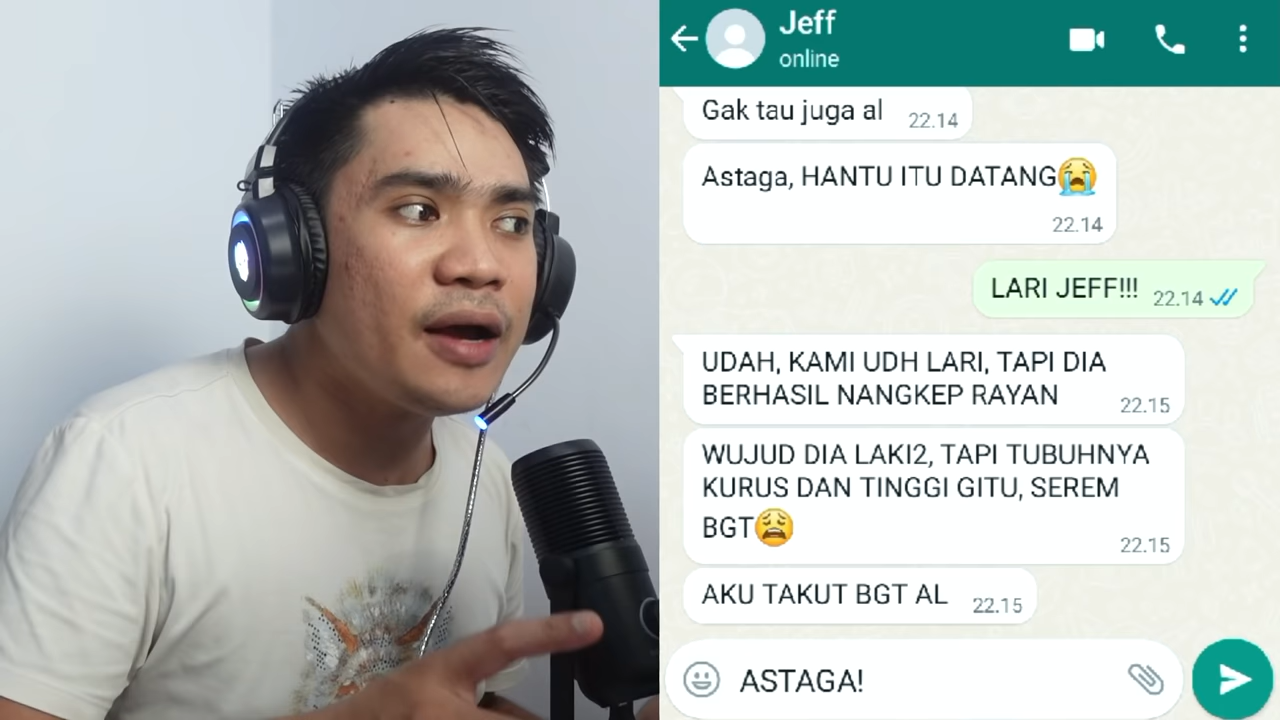 Jeff
online
Gak tau juga al 22.14
Astaga, HANTU ITU DATANG😭
22.14
LARI JEFF!!! 22.14
UDAH, KAMI UDH LARI, TAPI DIA
BERHASIL NANGKEP RAYAN 22.15
WUJUD DIA LAKI2, TAPI TUBUHNYA
KURUS DAN TINGGI GITU, SEREM
BGT😩 22.15
AKU TAKUT BGT AL 22.15
ASTAGA!